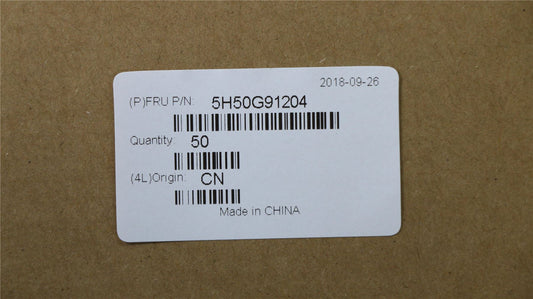 2018-09-26
(P)FRU P/N: 5H50G91204
Quantity: 50
(4L)Origin: CN
Made in CHINA